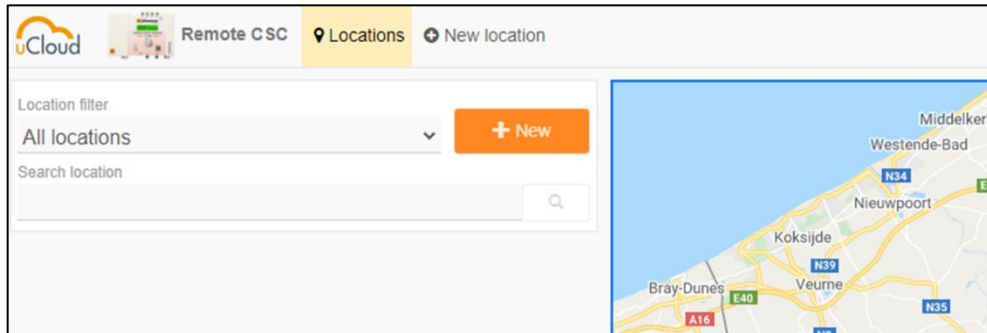 uCloud
Remote CSC
Locations
New location
Location filter
All locations
New
Search location
Middelker
Westende-Bad
N34
E
Nieuwpoort
Koksijde
N39
Bray-Dunes
Veurne
E40
N35
A16